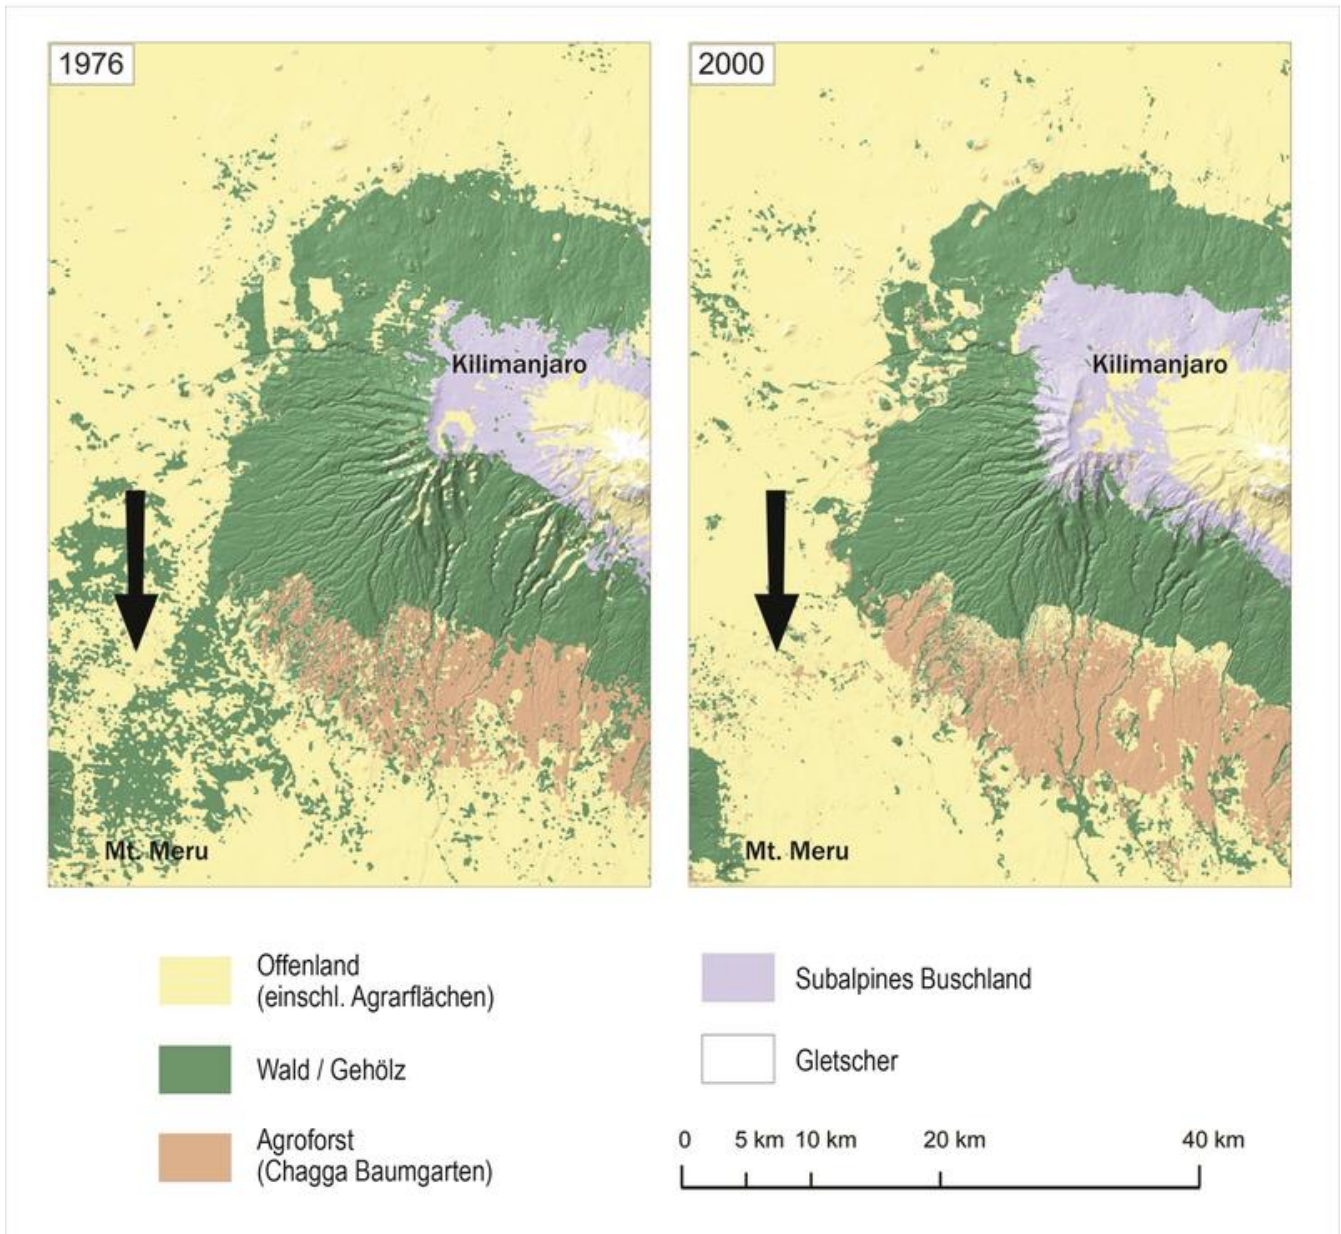 1976
2000
Kilimanjaro
Kilimanjaro
Mt. Meru
Mt. Meru
Offenland
(einschl. Agrarflächen)
Wald / Gehölz
Agroforst
(Chagga Baumgarten)
Subalpines Buschland
Gletscher
0 5 km 10 km 20 km 40 km